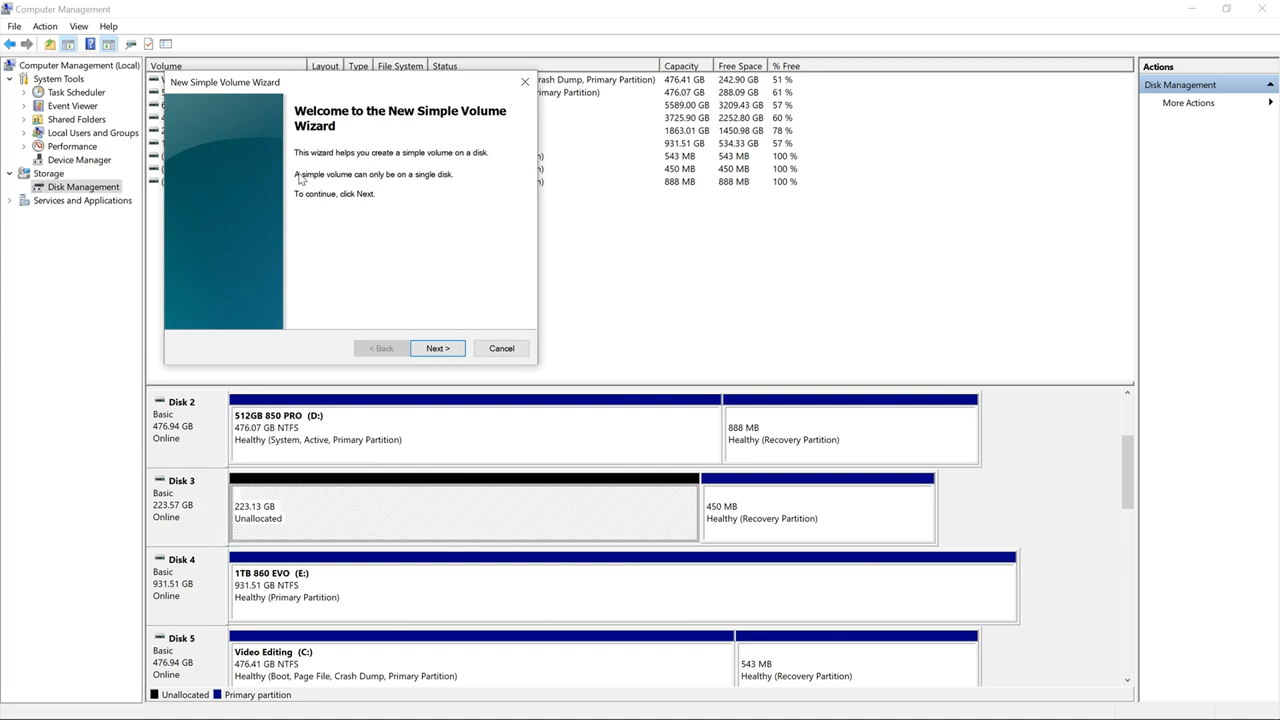 Computer Management
File Action View Help
Computer Management (Local)
System Tools
Task Scheduler
Event Viewer
Shared Folders
Local Users and Groups
Performance
Device Manager
Storage
Disk Management
Services and Applications
Volume Layout Type File System Status Capacity Free Space % Free
rash Dump, Primary Partition) 476.41 GB 242.90 GB 51 %
imary Partition) 476.07 GB 288.09 GB 61 %
5589.00 GB 3209.43 GB 57 %
3725.90 GB 2252.80 GB 60 %
1863.01 GB 1450.98 GB 78 %
931.51 GB 534.33 GB 57 %
543 MB 543 MB 100 %
450 MB 450 MB 100 %
888 MB 888 MB 100 %
New Simple Volume Wizard
Welcome to the New Simple Volume
Wizard
This wizard helps you create a simple volume on a disk.
A simple volume can only be on a single disk.
To continue, click Next.
< Back Next > Cancel
Disk 2
Basic
476.94 GB
Online
512GB 850 PRO (D:)
476.07 GB NTFS
Healthy (System, Active, Primary Partition)
888 MB
Healthy (Recovery Partition)
Disk 3
Basic
223.57 GB
Online
223.13 GB
Unallocated
450 MB
Healthy (Recovery Partition)
Disk 4
Basic
931.51 GB
Online
1TB 860 EVO (E:)
931.51 GB NTFS
Healthy (Primary Partition)
Disk 5
Basic
476.94 GB
Online
Video Editing (C:)
476.41 GB NTFS
Healthy (Boot, Page File, Crash Dump, Primary Partition)
543 MB
Healthy (Recovery Partition)
Unallocated Primary partition
Actions
Disk Management
More Actions